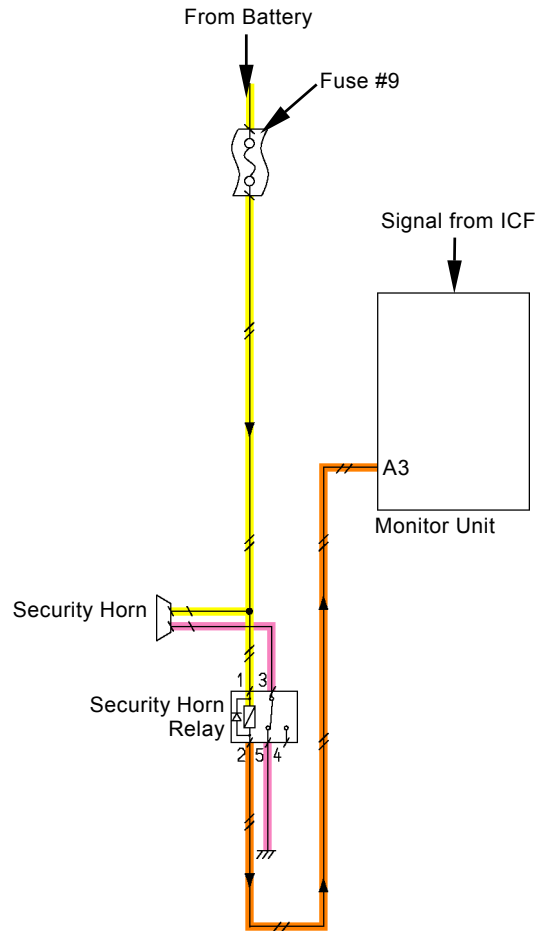 From Battery
Fuse #9
Signal from ICF
A3
Monitor Unit
Security Horn
1 3
Security Horn
Relay
2 5 4